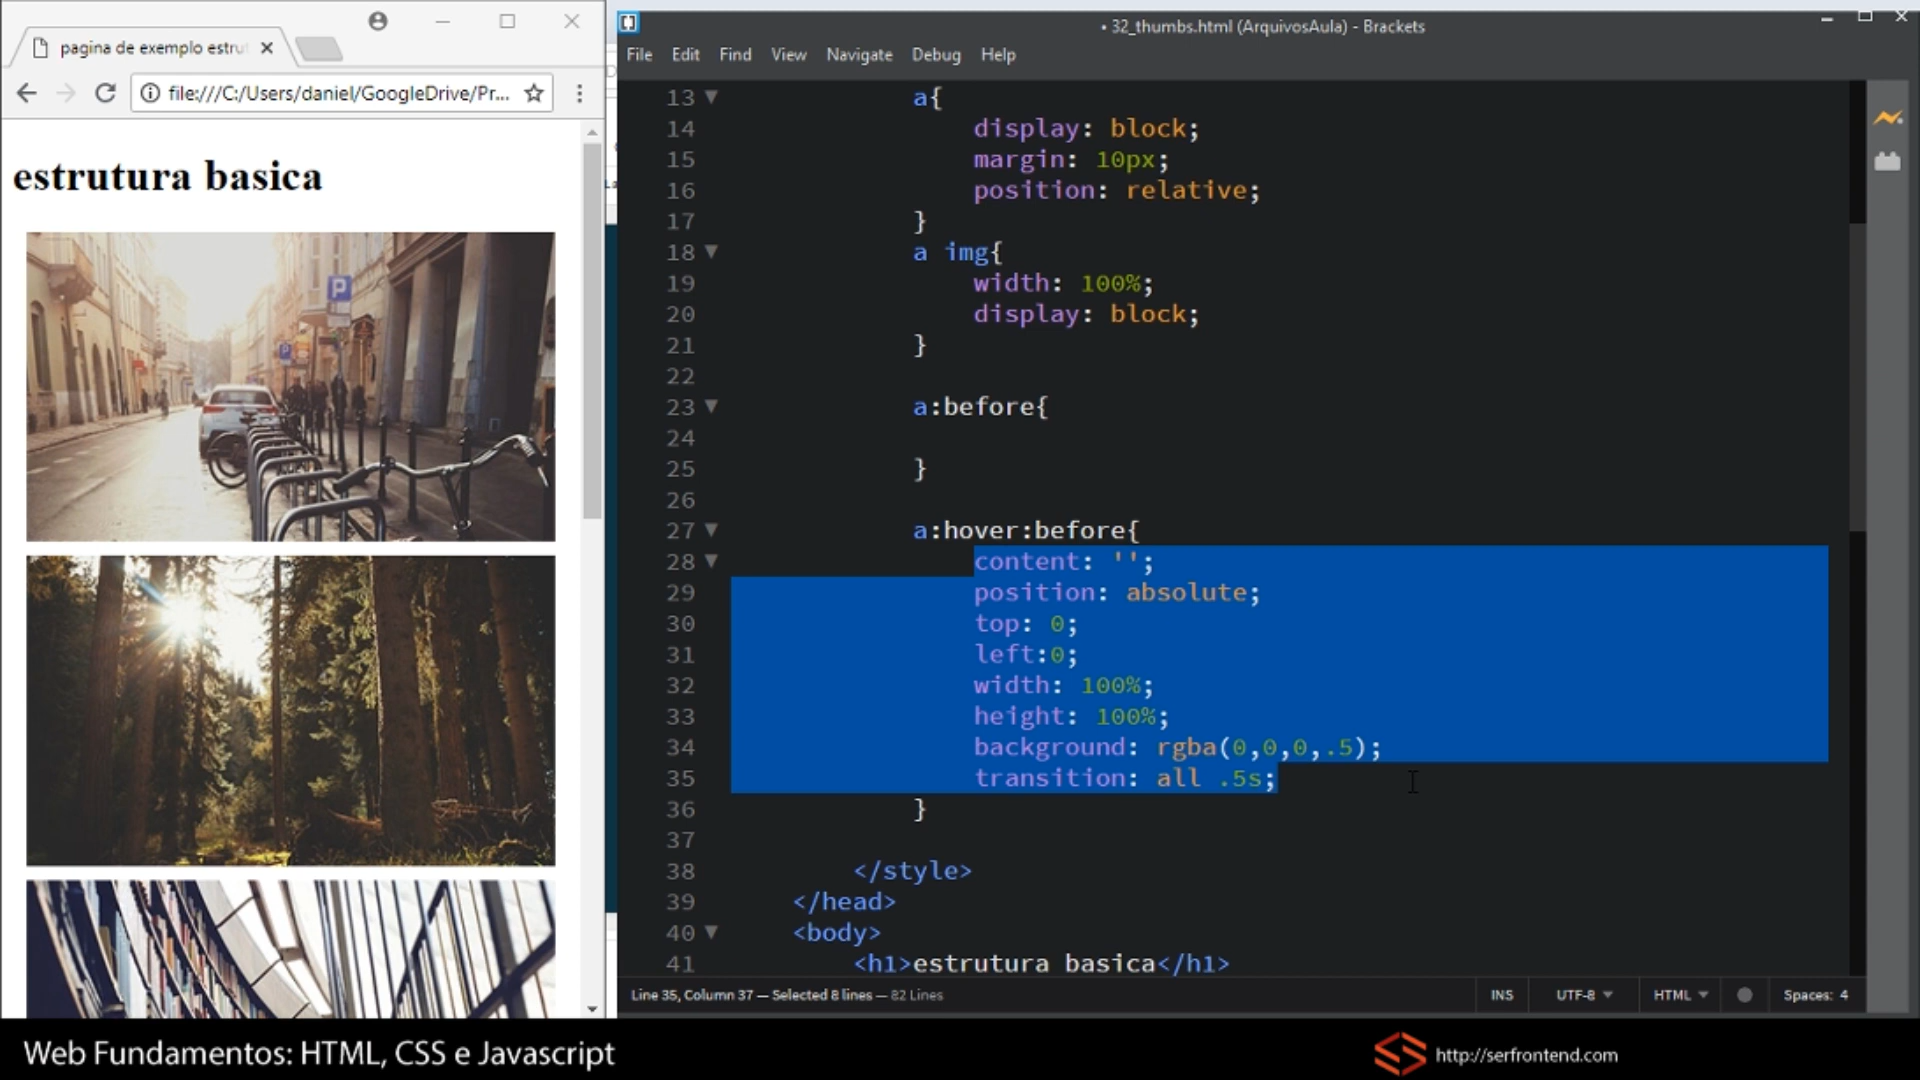 pagina de exemplo estru
file:///C:/Users/daniel/GoogleDrive/Pr...
estrutura basica
P
• 32_thumbs.html (ArquivosAula) - Brackets
File Edit Find View Navigate Debug Help
13 a{
14 display: block;
15 margin: 10px;
16 position: relative;
17 }
18 a img{
19 width: 100%;
20 display: block;
21 }
22
23 a:before{
24
25 }
26
27 a:hover:before{
28 content: '';
29 position: absolute;
30 top: 0;
31 left:0;
32 width: 100%;
33 height: 100%;
34 background: rgba(0,0,0,.5);
35 transition: all .5s;
36 }
37
38 </style>
39 </head>
40 <body>
41 <h1>estrutura basica</h1>
Line 35, Column 37 — Selected 8 lines — 82 Lines
INS UTF-8 HTML Spaces: 4
Web Fundamentos: HTML, CSS e Javascript
http://serfrontend.com